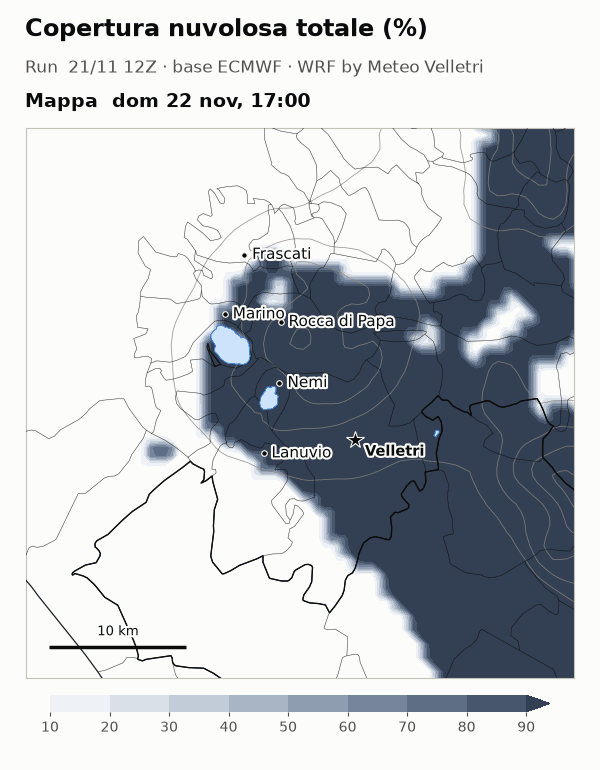 Copertura nuvolosa totale (%)
Run 21/11 12Z · base ECMWF · WRF by Meteo Velletri
Mappa dom 22 nov, 17:00
Frascati
Marino
Rocca di Papa
Nemi
Velletri
Lanuvio
10 km
10 20 30 40 50 60 70 80 90